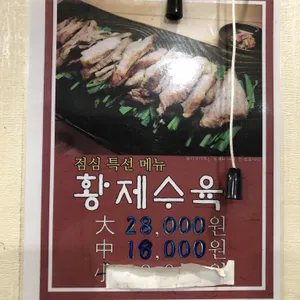 점심 특선 메뉴
황제수육
大 28,000원
中 18,000원